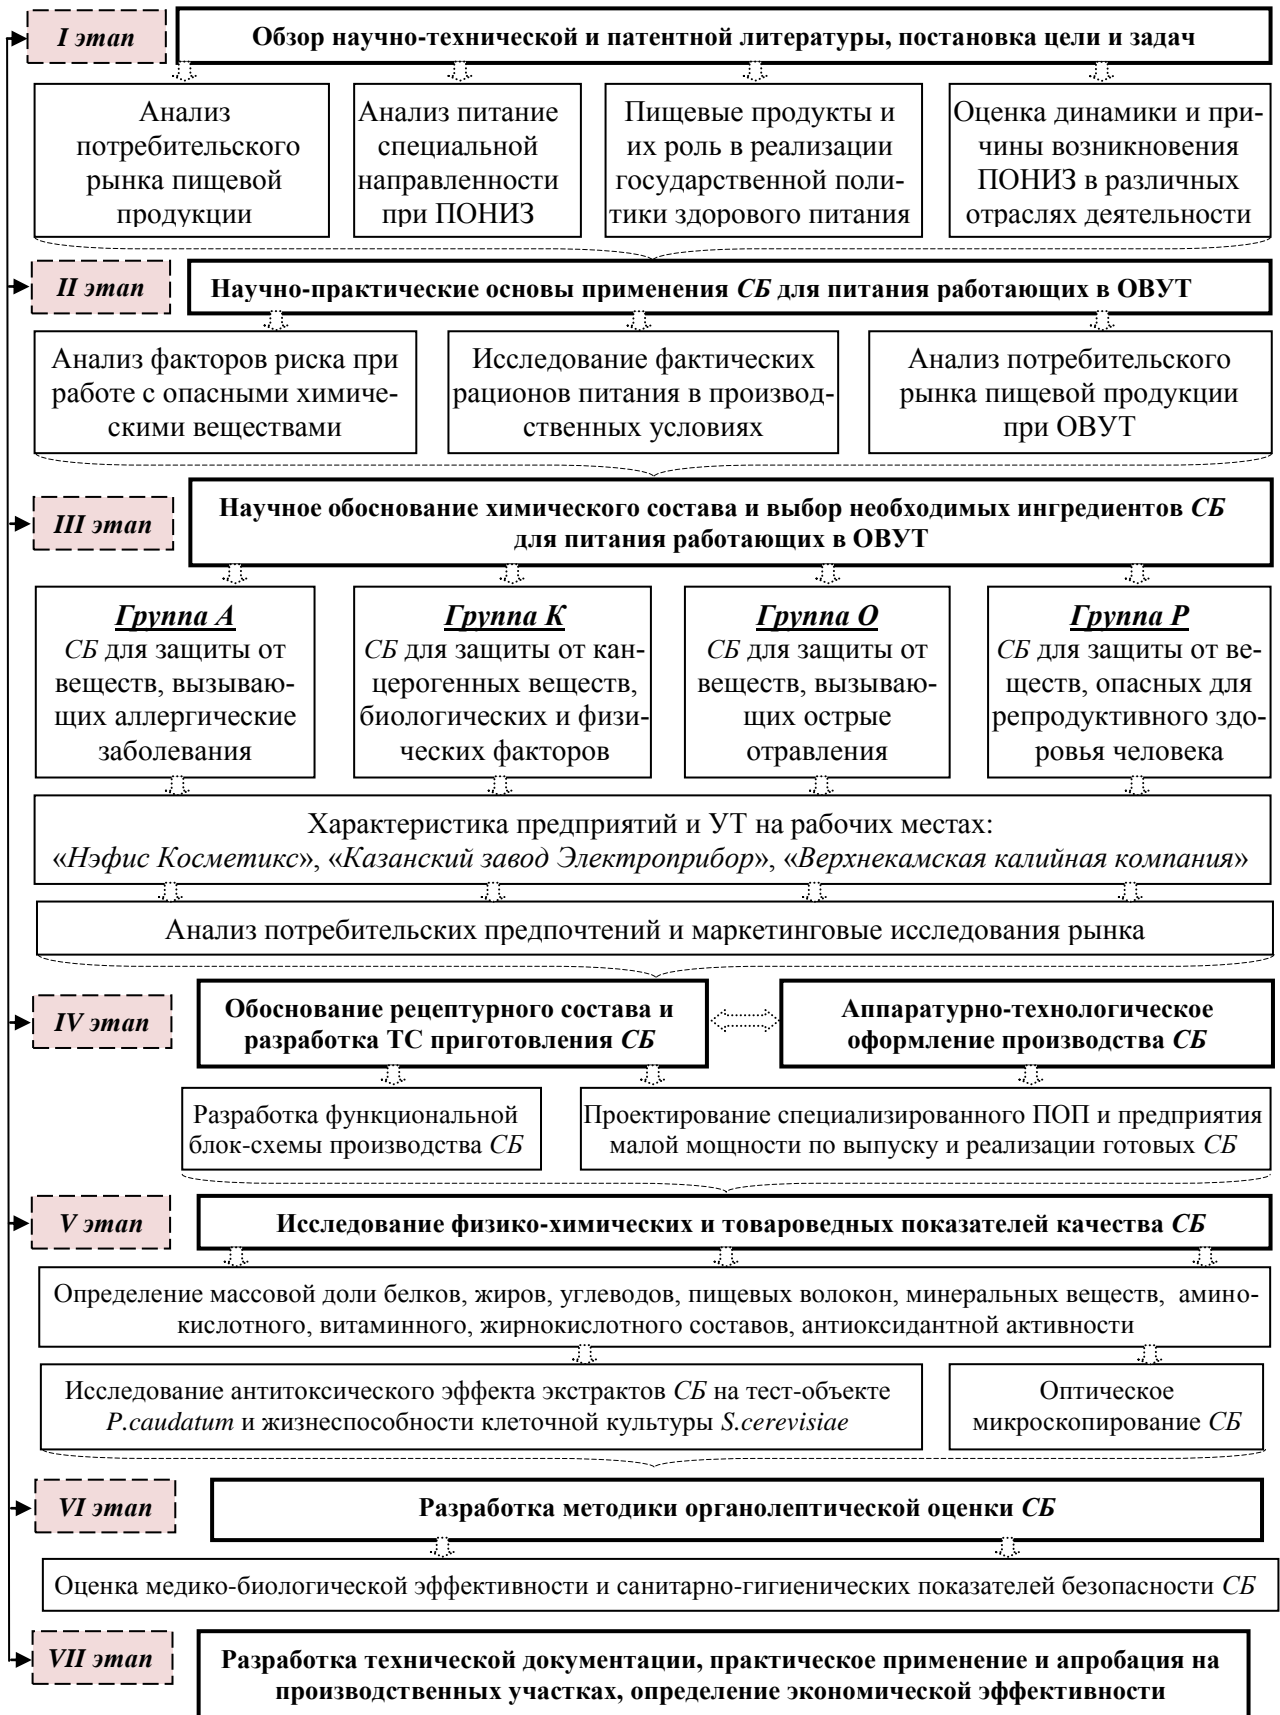 I этап
Обзор научно-технической и патентной литературы, постановка цели и задач
Анализ
потребительского
рынка пищевой
продукции
Анализ питание
специальной
направленности
при ПОНИЗ
Пищевые продукты и
их роль в реализации
государственной поли-
тики здорового питания
Оценка динамики и при-
чины возникновения
ПОНИЗ в различных
отраслях деятельности
II этап
Научно-практические основы применения СБ для питания работающих в ОВУТ
Анализ факторов риска при
работе с опасными химиче-
скими веществами
Исследование фактических
рационов питания в производ-
ственных условиях
Анализ потребительского
рынка пищевой продукции
при ОВУТ
III этап
Научное обоснование химического состава и выбор необходимых ингредиентов СБ
для питания работающих в ОВУТ
Группа А
СБ для защиты от
веществ, вызываю-
щих аллергические
заболевания
Группа К
СБ для защиты от кан-
церогенных веществ,
биологических и физи-
ческих факторов
Группа О
СБ для защиты от
веществ, вызываю-
щих острые
отравления
Группа Р
СБ для защиты от ве-
ществ, опасных для
репродуктивного здо-
ровья человека
Характеристика предприятий и УТ на рабочих местах:
«Нэфис Косметикс», «Казанский завод Электроприбор», «Верхнекамская калийная компания»
Анализ потребительских предпочтений и маркетинговые исследования рынка
IV этап
Обоснование рецептурного состава и
разработка ТС приготовления СБ
Аппаратурно-технологическое
оформление производства СБ
Разработка функциональной
блок-схемы производства СБ
Проектирование специализированного ПОП и предприятия
малой мощности по выпуску и реализации готовых СБ
V этап
Исследование физико-химических и товароведных показателей качества СБ
Определение массовой доли белков, жиров, углеводов, пищевых волокон, минеральных веществ, амино-
кислотного, витаминного, жирнокислотного составов, антиоксидантной активности
Исследование антитоксического эффекта экстрактов СБ на тест-объекте
P.caudatum и жизнеспособности клеточной культуры S.cerevisiae
Оптическое
микроскопирование СБ
VI этап
Разработка методики органолептической оценки СБ
Оценка медико-биологической эффективности и санитарно-гигиенических показателей безопасности СБ
VII этап
Разработка технической документации, практическое применение и апробация на
производственных участках, определение экономической эффективности